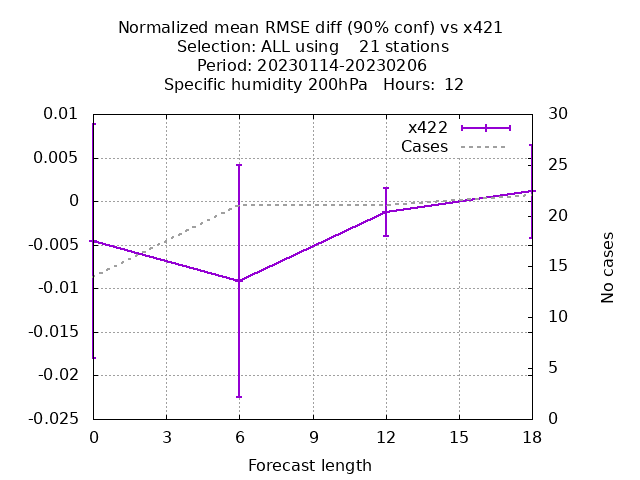 Normalized mean RMSE diff (90% conf) vs x421
Selection: ALL using    21 stations
Period: 20230114-20230206
Specific humidity 200hPa   Hours:  12
x422
Cases
0.01
0.005
0
-0.005
-0.01
-0.015
-0.02
-0.025
30
25
20
15
10
5
0
No cases
0 3 6 9 12 15 18
Forecast length